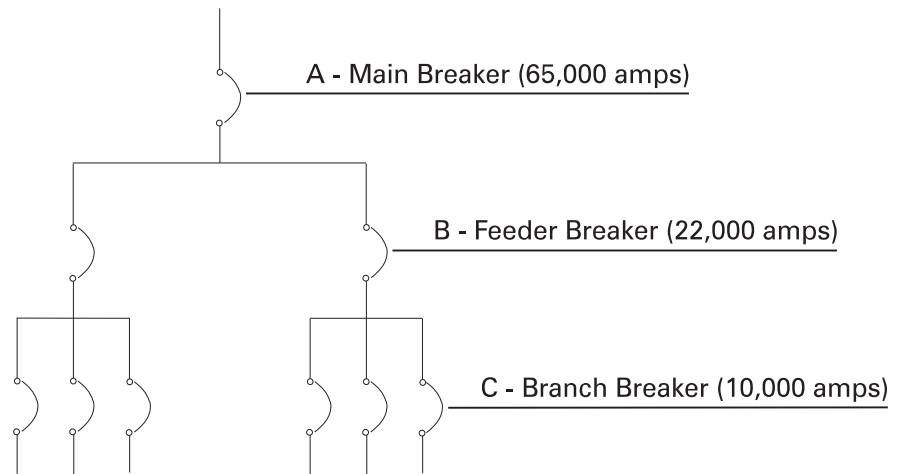 A - Main Breaker (65,000 amps)
B - Feeder Breaker (22,000 amps)
C - Branch Breaker (10,000 amps)